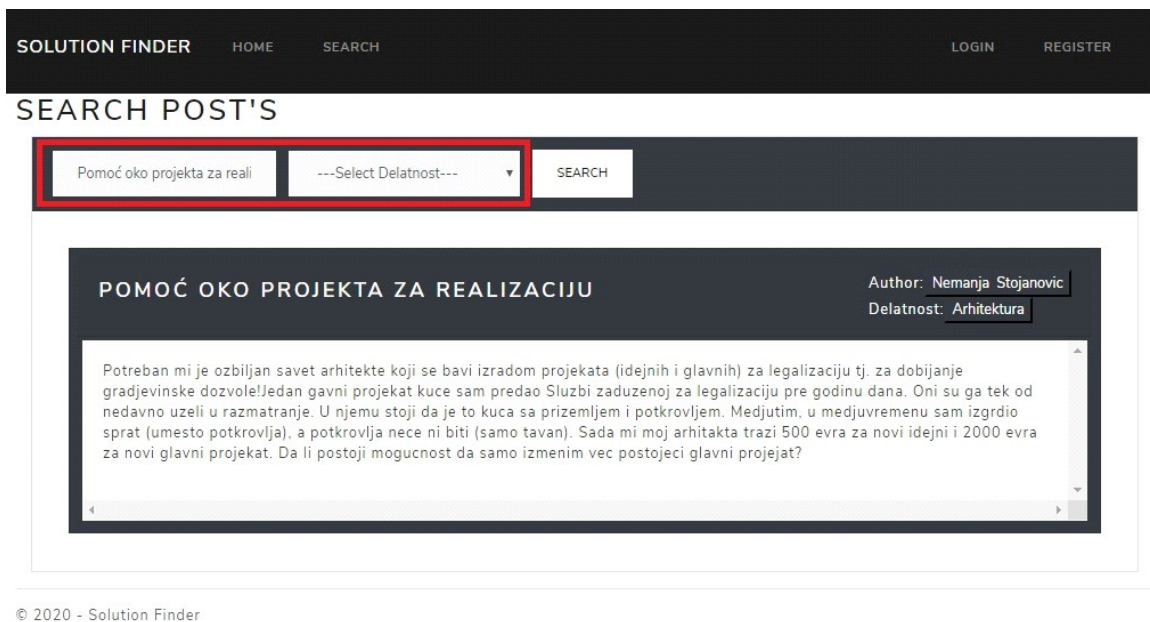 SOLUTION FINDER HOME SEARCH LOGIN REGISTER
SEARCH POST'S
Pomoć oko projekta za reali ---Select Delatnost--- SEARCH
POMOĆ OKO PROJEKTA ZA REALIZACIJU
Author: Nemanja Stojanovic
Delatnost: Arhitektura
Potreban mi je ozbiljan savet arhitekte koji se bavi izradom projekata (idejnih i glavnih) za legalizaciju tj. za dobijanje
gradjevinske dozvole!Jedan gavni projekat kuce sam predao Sluzbi zaduzenoj za legalizaciju pre godinu dana. Oni su ga tek od
nedavno uzeli u razmatranje. U njemu stoji da je to kuca sa prizemljem i potkrovljem. Medjutim, u medjuvremenu sam izgrdio
sprat (umesto potkrovlja), a potkrovlja nece ni biti (samo tavan). Sada mi moj arhitakta trazi 500 evra za novi idejni i 2000 evra
za novi glavni projekat. Da li postoji mogucnost da samo izmenim vec postojeci glavni projejat?
© 2020 - Solution Finder